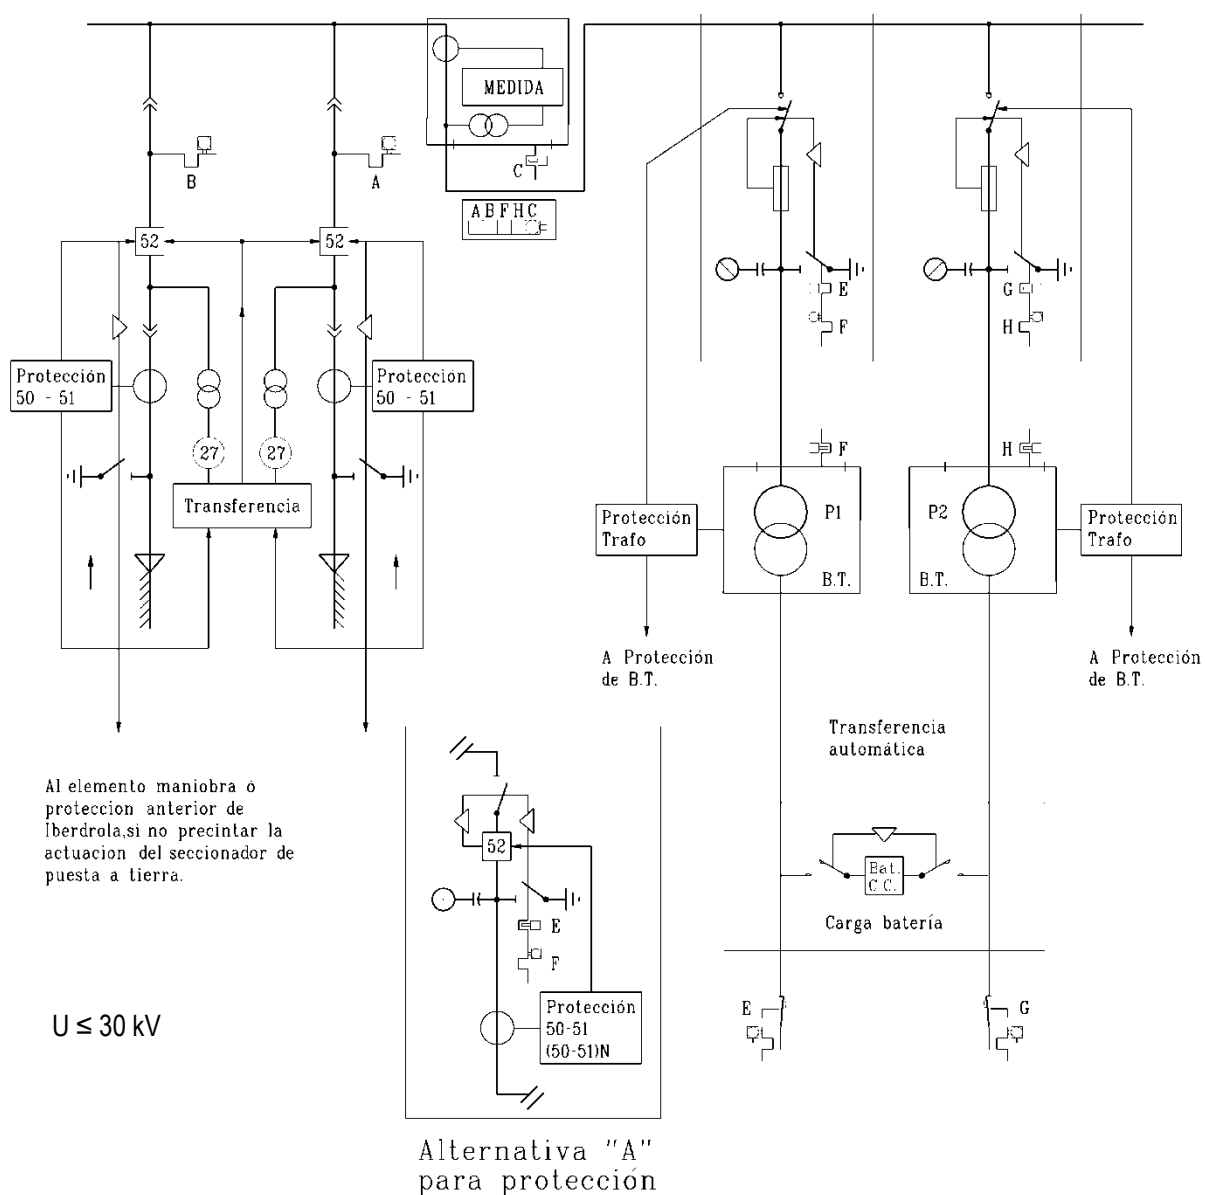 MEDIDA
B
A
C
A B F H C
52
52
Protección
50 - 51
Protección
50 - 51
27
27
Transferencia
E
F
G
H
F
H
P1
B.T.
P2
B.T.
Protección
Trafo
Protección
Trafo
A Protección
de B.T.
A Protección
de B.T.
Al elemento maniobra ó
proteccion anterior de
Iberdrola,si no precintar la
actuacion del seccionador de
puesta a tierra.
Transferencia
automática
Bat.
C.C.
Carga batería
52
E
F
Protección
50-51
(50-51)N
E
G
U ≤ 30 kV
Alternativa "A"
para protección